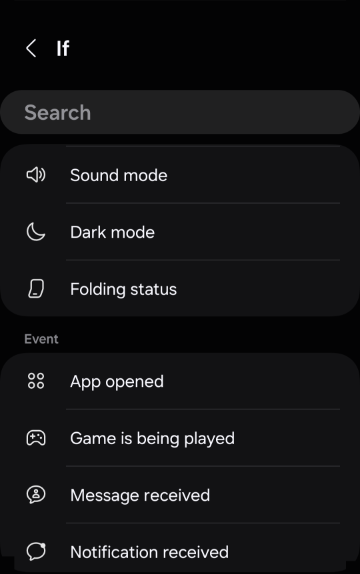 If
Search
Sound mode
Dark mode
Folding status
Event
App opened
Game is being played
Message received
Notification received